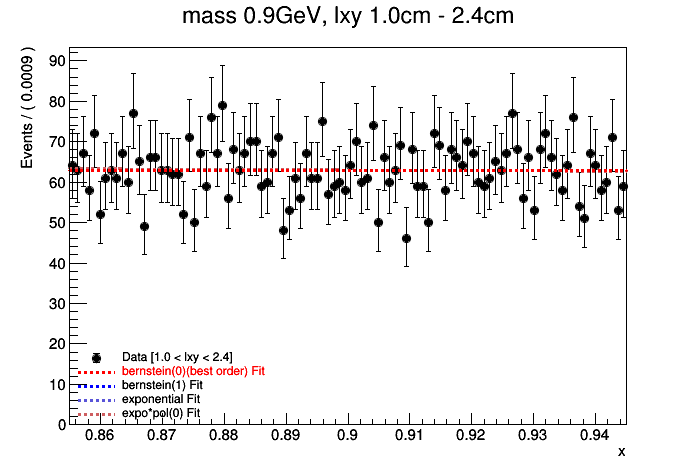 mass 0.9GeV, lxy 1.0cm - 2.4cm
Events / ( 0.0009 )
90
80
70
60
50
40
30
20
10
0
Data [1.0 < lxy < 2.4]
bernstein(0)(best order) Fit
bernstein(1) Fit
exponential Fit
expo*pol(0) Fit
0.86 0.87 0.88 0.89 0.9 0.91 0.92 0.93 0.94
x